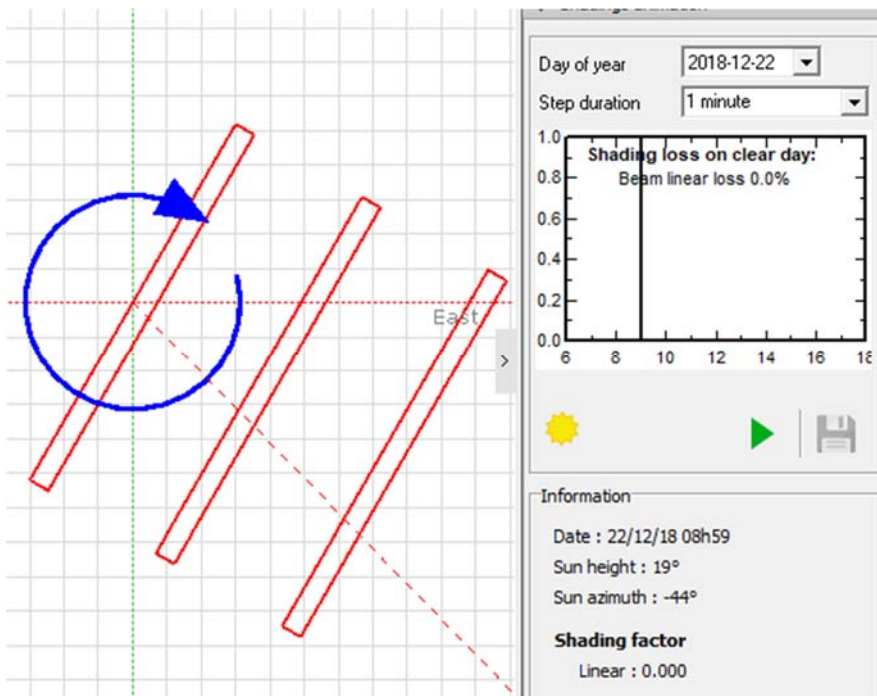 East
>
Day of year 2018-12-22
Step duration 1 minute
Shading loss on clear day:
Beam linear loss 0.0%
1.0
0.8
0.6
0.4
0.2
0.0
6 8 10 12 14 16 18
Information
Date : 22/12/18 08h59
Sun height : 19°
Sun azimuth : -44°
Shading factor
Linear : 0.000